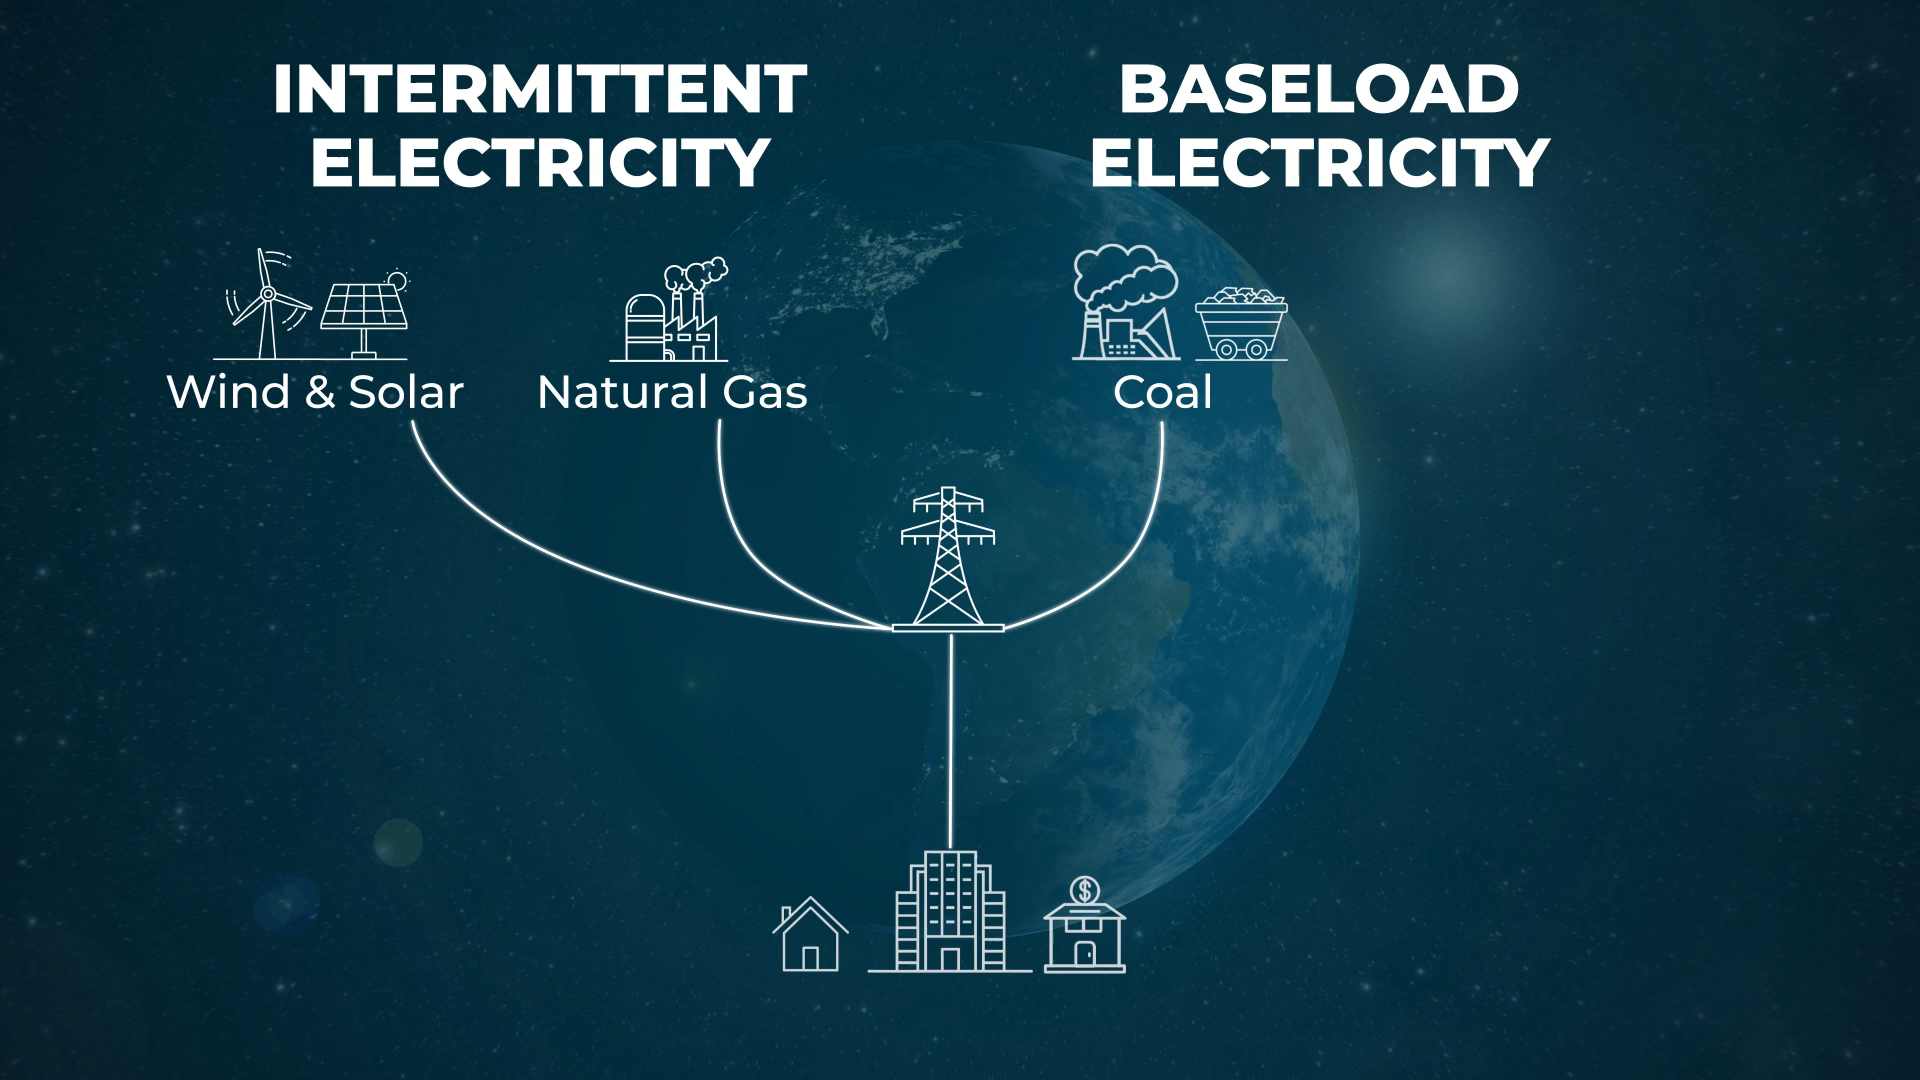 INTERMITTENT
ELECTRICITY
BASELOAD
ELECTRICITY
Wind & Solar
Natural Gas
Coal
$